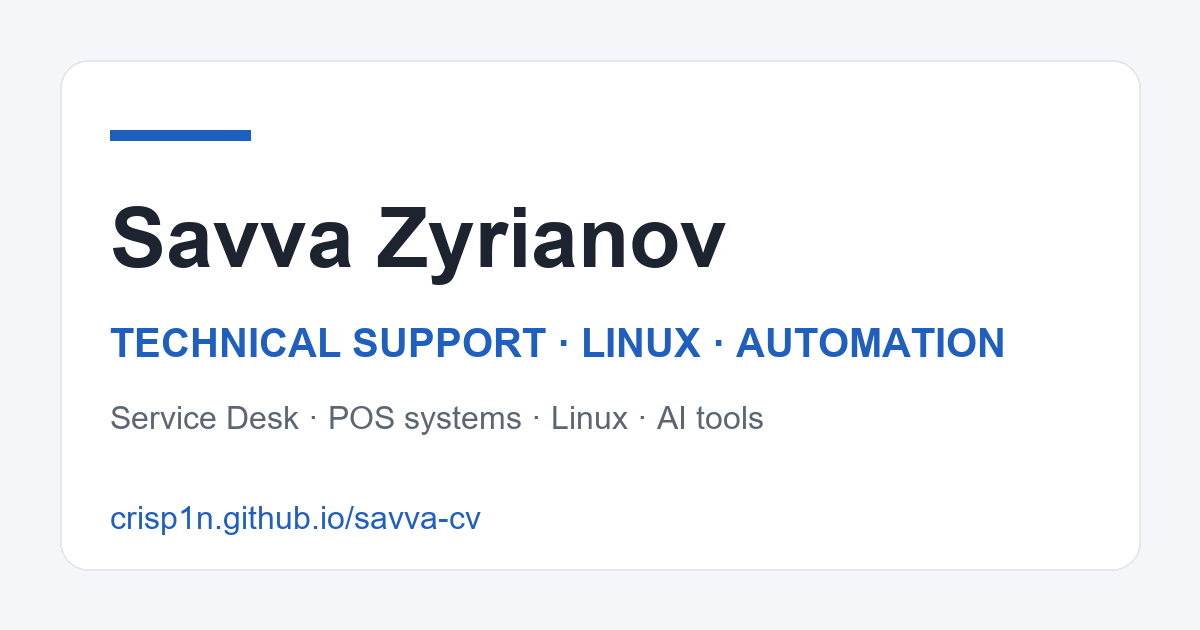 Savva Zyrianov
TECHNICAL SUPPORT · LINUX · AUTOMATION
Service Desk · POS systems · Linux · AI tools
crisp1n.github.io/savva-cv